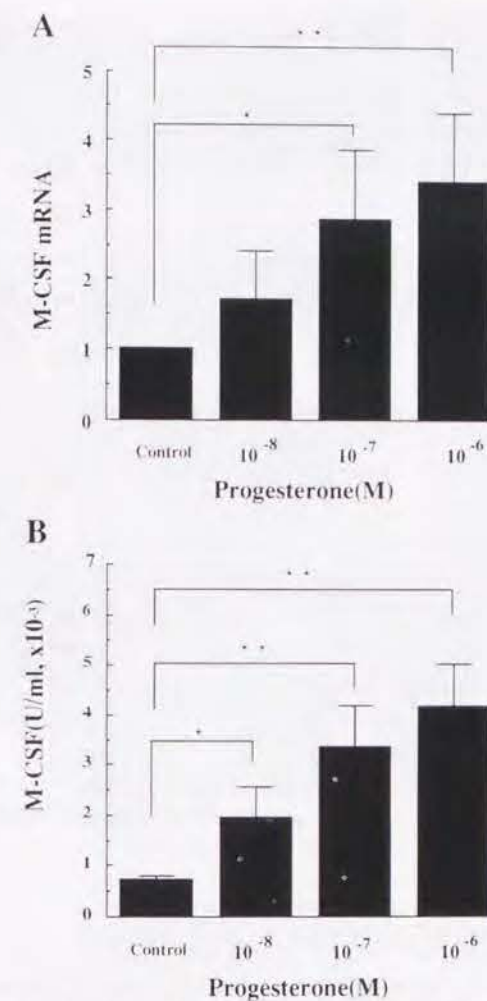 A
* *
*
5
4
3
2
1
0
M-CSF mRNA
Control 10⁻⁸ 10⁻⁷ 10⁻⁶
Progesterone(M)
B
* *
* *
*
7
6
5
4
3
2
1
0
M-CSF(U/ml, x10⁻³)
Control 10⁻⁸ 10⁻⁷ 10⁻⁶
Progesterone(M)